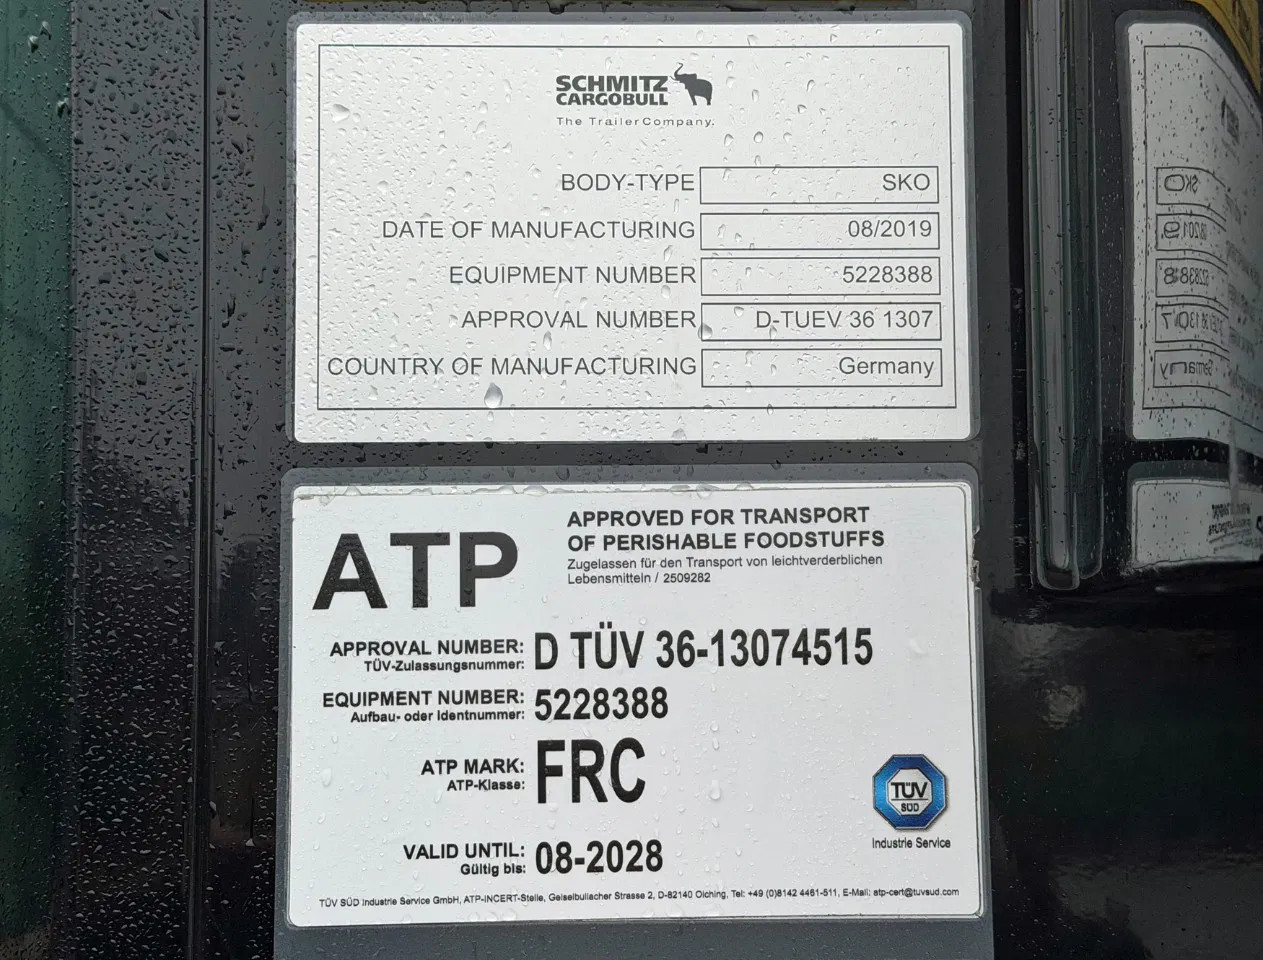 SCHMITZ
CARGOBULL
The Trailer Company.
BODY-TYPE SKO
DATE OF MANUFACTURING 08/2019
EQUIPMENT NUMBER 5228388
APPROVAL NUMBER D-TUEV 36 1307
COUNTRY OF MANUFACTURING Germany
ATP
APPROVED FOR TRANSPORT
OF PERISHABLE FOODSTUFFS
Zugelassen für den Transport von leichtverderblichen
Lebensmitteln / 2509282
APPROVAL NUMBER: D TÜV 36-13074515
TÜV-Zulassungsnummer:
EQUIPMENT NUMBER: 5228388
Aufbau- oder Identnummer:
ATP MARK: FRC
ATP-Klasse:
TÜV
SÜD
Industrie Service
VALID UNTIL: 08-2028
Gültig bis:
TÜV SÜD Industrie Service GmbH, ATP-INCERT-Stelle, Geiselbullacher Strasse 2, D-82140 Olching, Tel: +49 (0)8142 4461-511, E-Mail: atp-cert@tuvsud.com